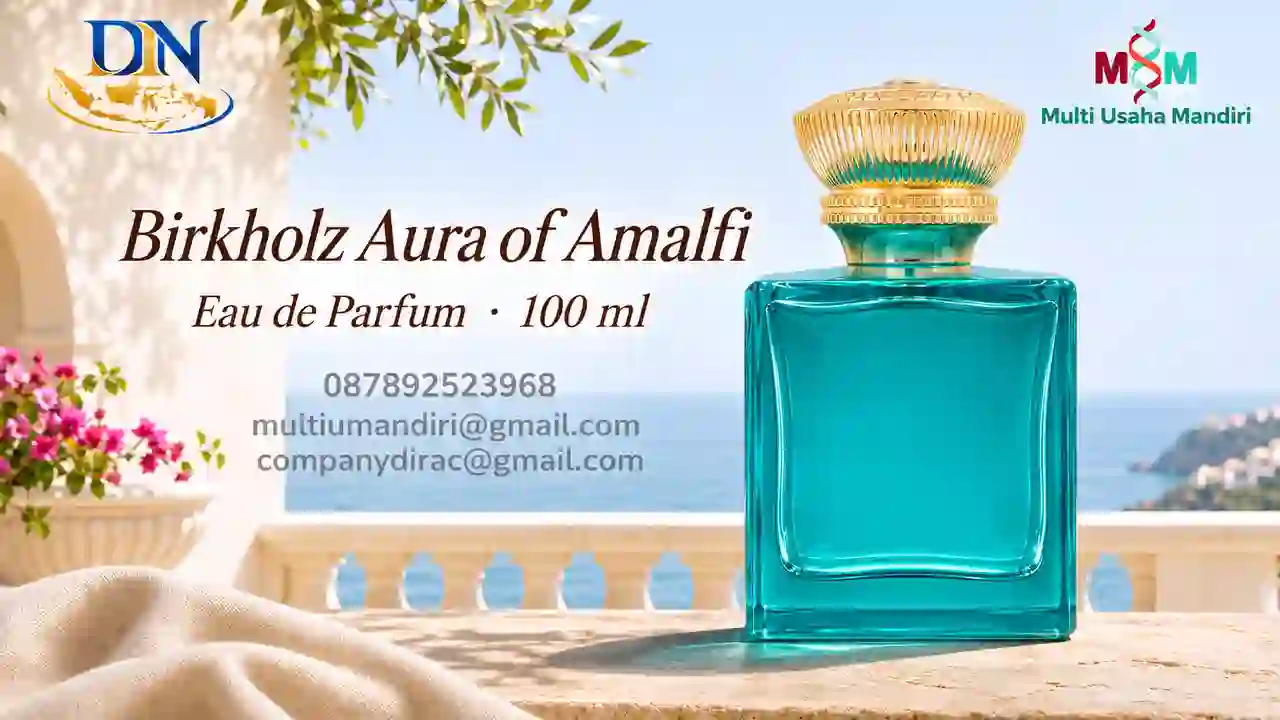 DN
MSM
Multi Usaha Mandiri
Birkholz Aura of Amalfi
Eau de Parfum · 100 ml
087892523968
multiumandiri@gmail.com
companydirac@gmail.com